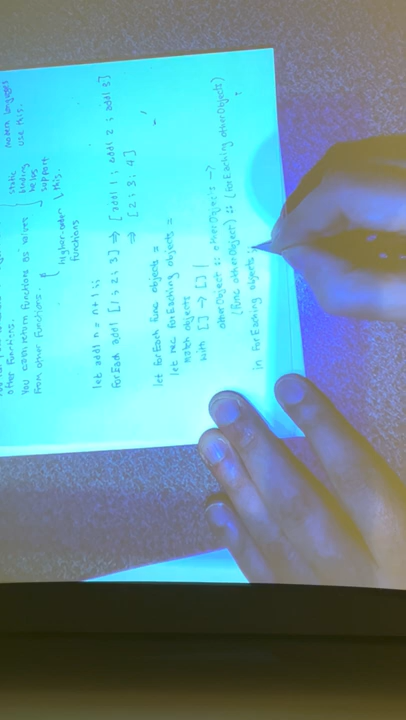 other functions.
You can return functions as values
from other functions.
static
binding
helps
support
this.
modern languages
use this.
Higher-order
functions
let add1 n = n + 1 ;;
forEach add1 [1 ; 2 ; 3] ⇒ [add1 1 ; add1 2 ; add1 3]
⇒ [2 ; 3 ; 4]
let forEach func objects =
let rec forEaching objects =
match objects
with [] → [] |
otherObject :: otherObjects →
(func otherObject) :: (forEaching otherObjects)
in forEaching objects ;